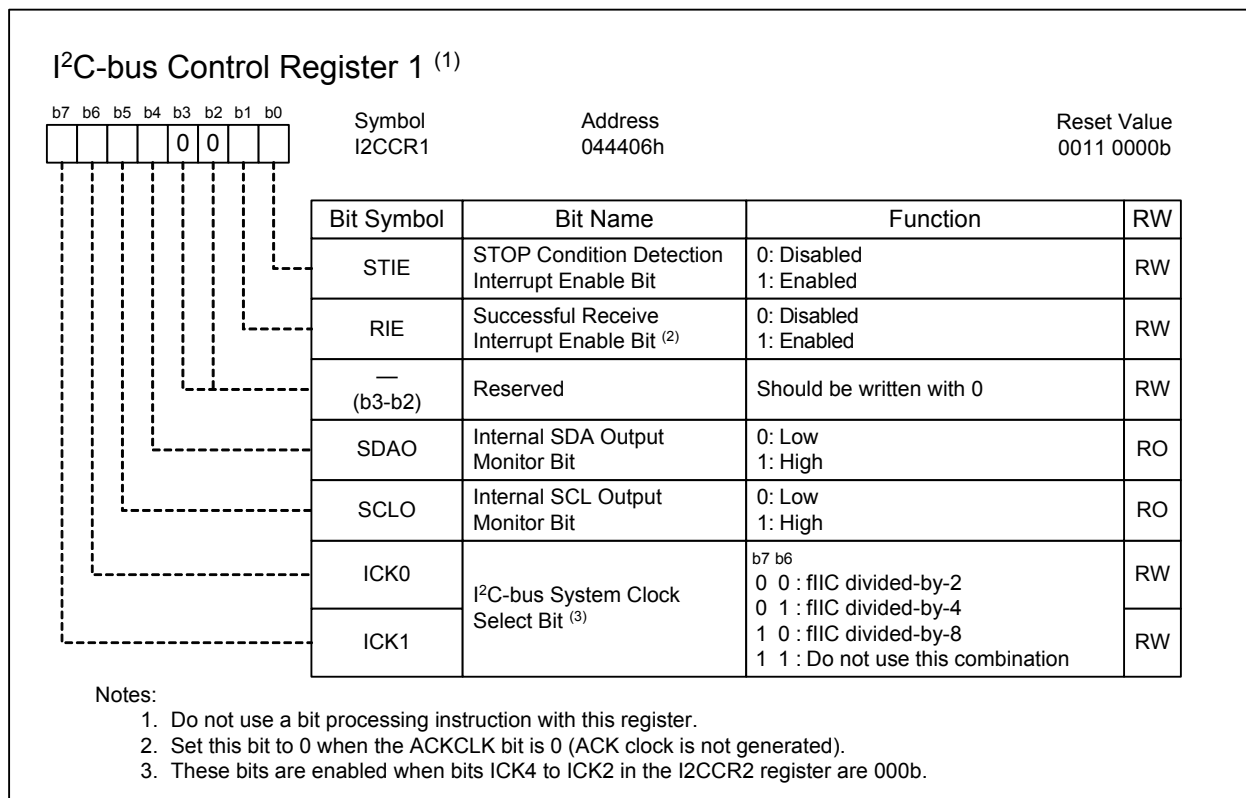 I²C-bus Control Register 1 (1)
b7 b6 b5 b4 b3 b2 b1 b0
0 0
Symbol Address Reset Value
I2CCR1 044406h 0011 0000b
Bit Symbol Bit Name Function RW
STIE STOP Condition Detection 0: Disabled RW
Interrupt Enable Bit 1: Enabled
RIE Successful Receive 0: Disabled RW
Interrupt Enable Bit (2) 1: Enabled
— Reserved Should be written with 0 RW
(b3-b2)
SDAO Internal SDA Output 0: Low RO
Monitor Bit 1: High
SCLO Internal SCL Output 0: Low RO
Monitor Bit 1: High
ICK0 I²C-bus System Clock b7 b6 RW
Select Bit (3) 0 0 : fIIC divided-by-2
0 1 : fIIC divided-by-4
ICK1 1 0 : fIIC divided-by-8 RW
1 1 : Do not use this combination
Notes:
1. Do not use a bit processing instruction with this register.
2. Set this bit to 0 when the ACKCLK bit is 0 (ACK clock is not generated).
3. These bits are enabled when bits ICK4 to ICK2 in the I2CCR2 register are 000b.